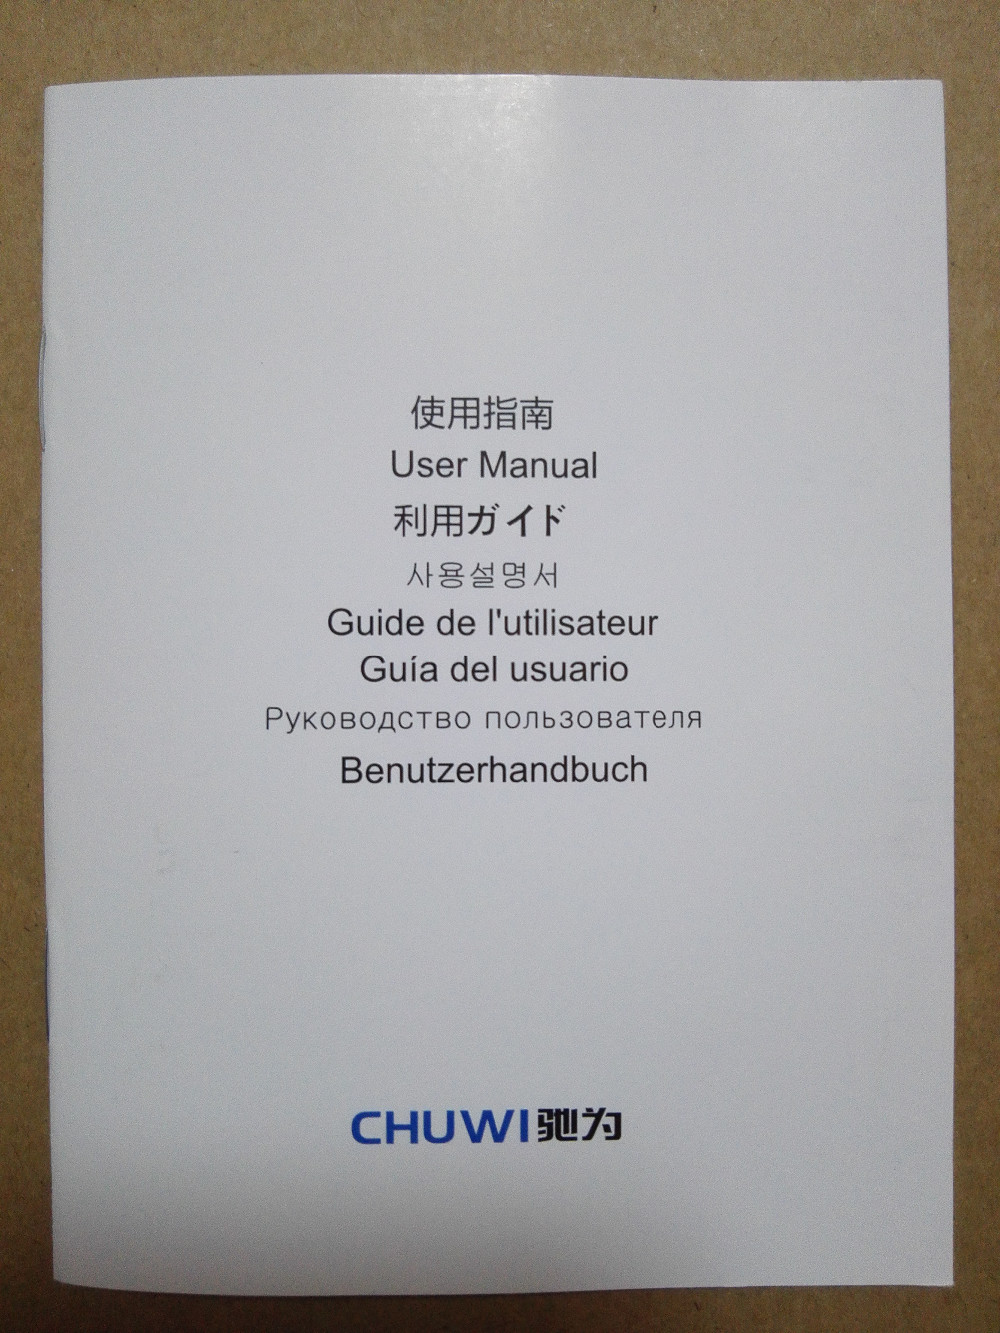 使用指南
User Manual
利用ガイド
사용설명서
Guide de l'utilisateur
Guía del usuario
Руководство пользователя
Benutzerhandbuch
CHUWI驰为